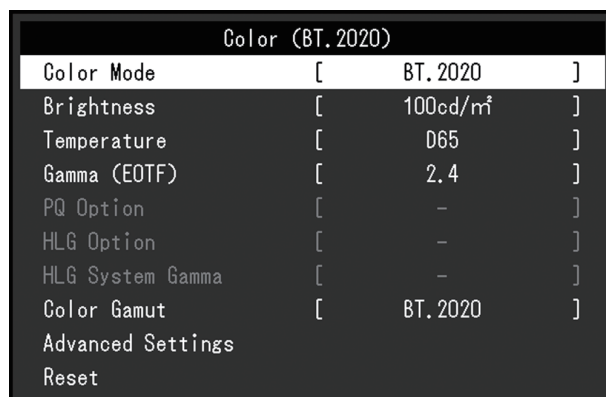 Color (BT.2020)
Color Mode [ BT.2020 ]
Brightness [ 100cd/㎡ ]
Temperature [ D65 ]
Gamma (EOTF) [ 2.4 ]
PQ Option [ - ]
HLG Option [ - ]
HLG System Gamma [ - ]
Color Gamut [ BT.2020 ]
Advanced Settings
Reset